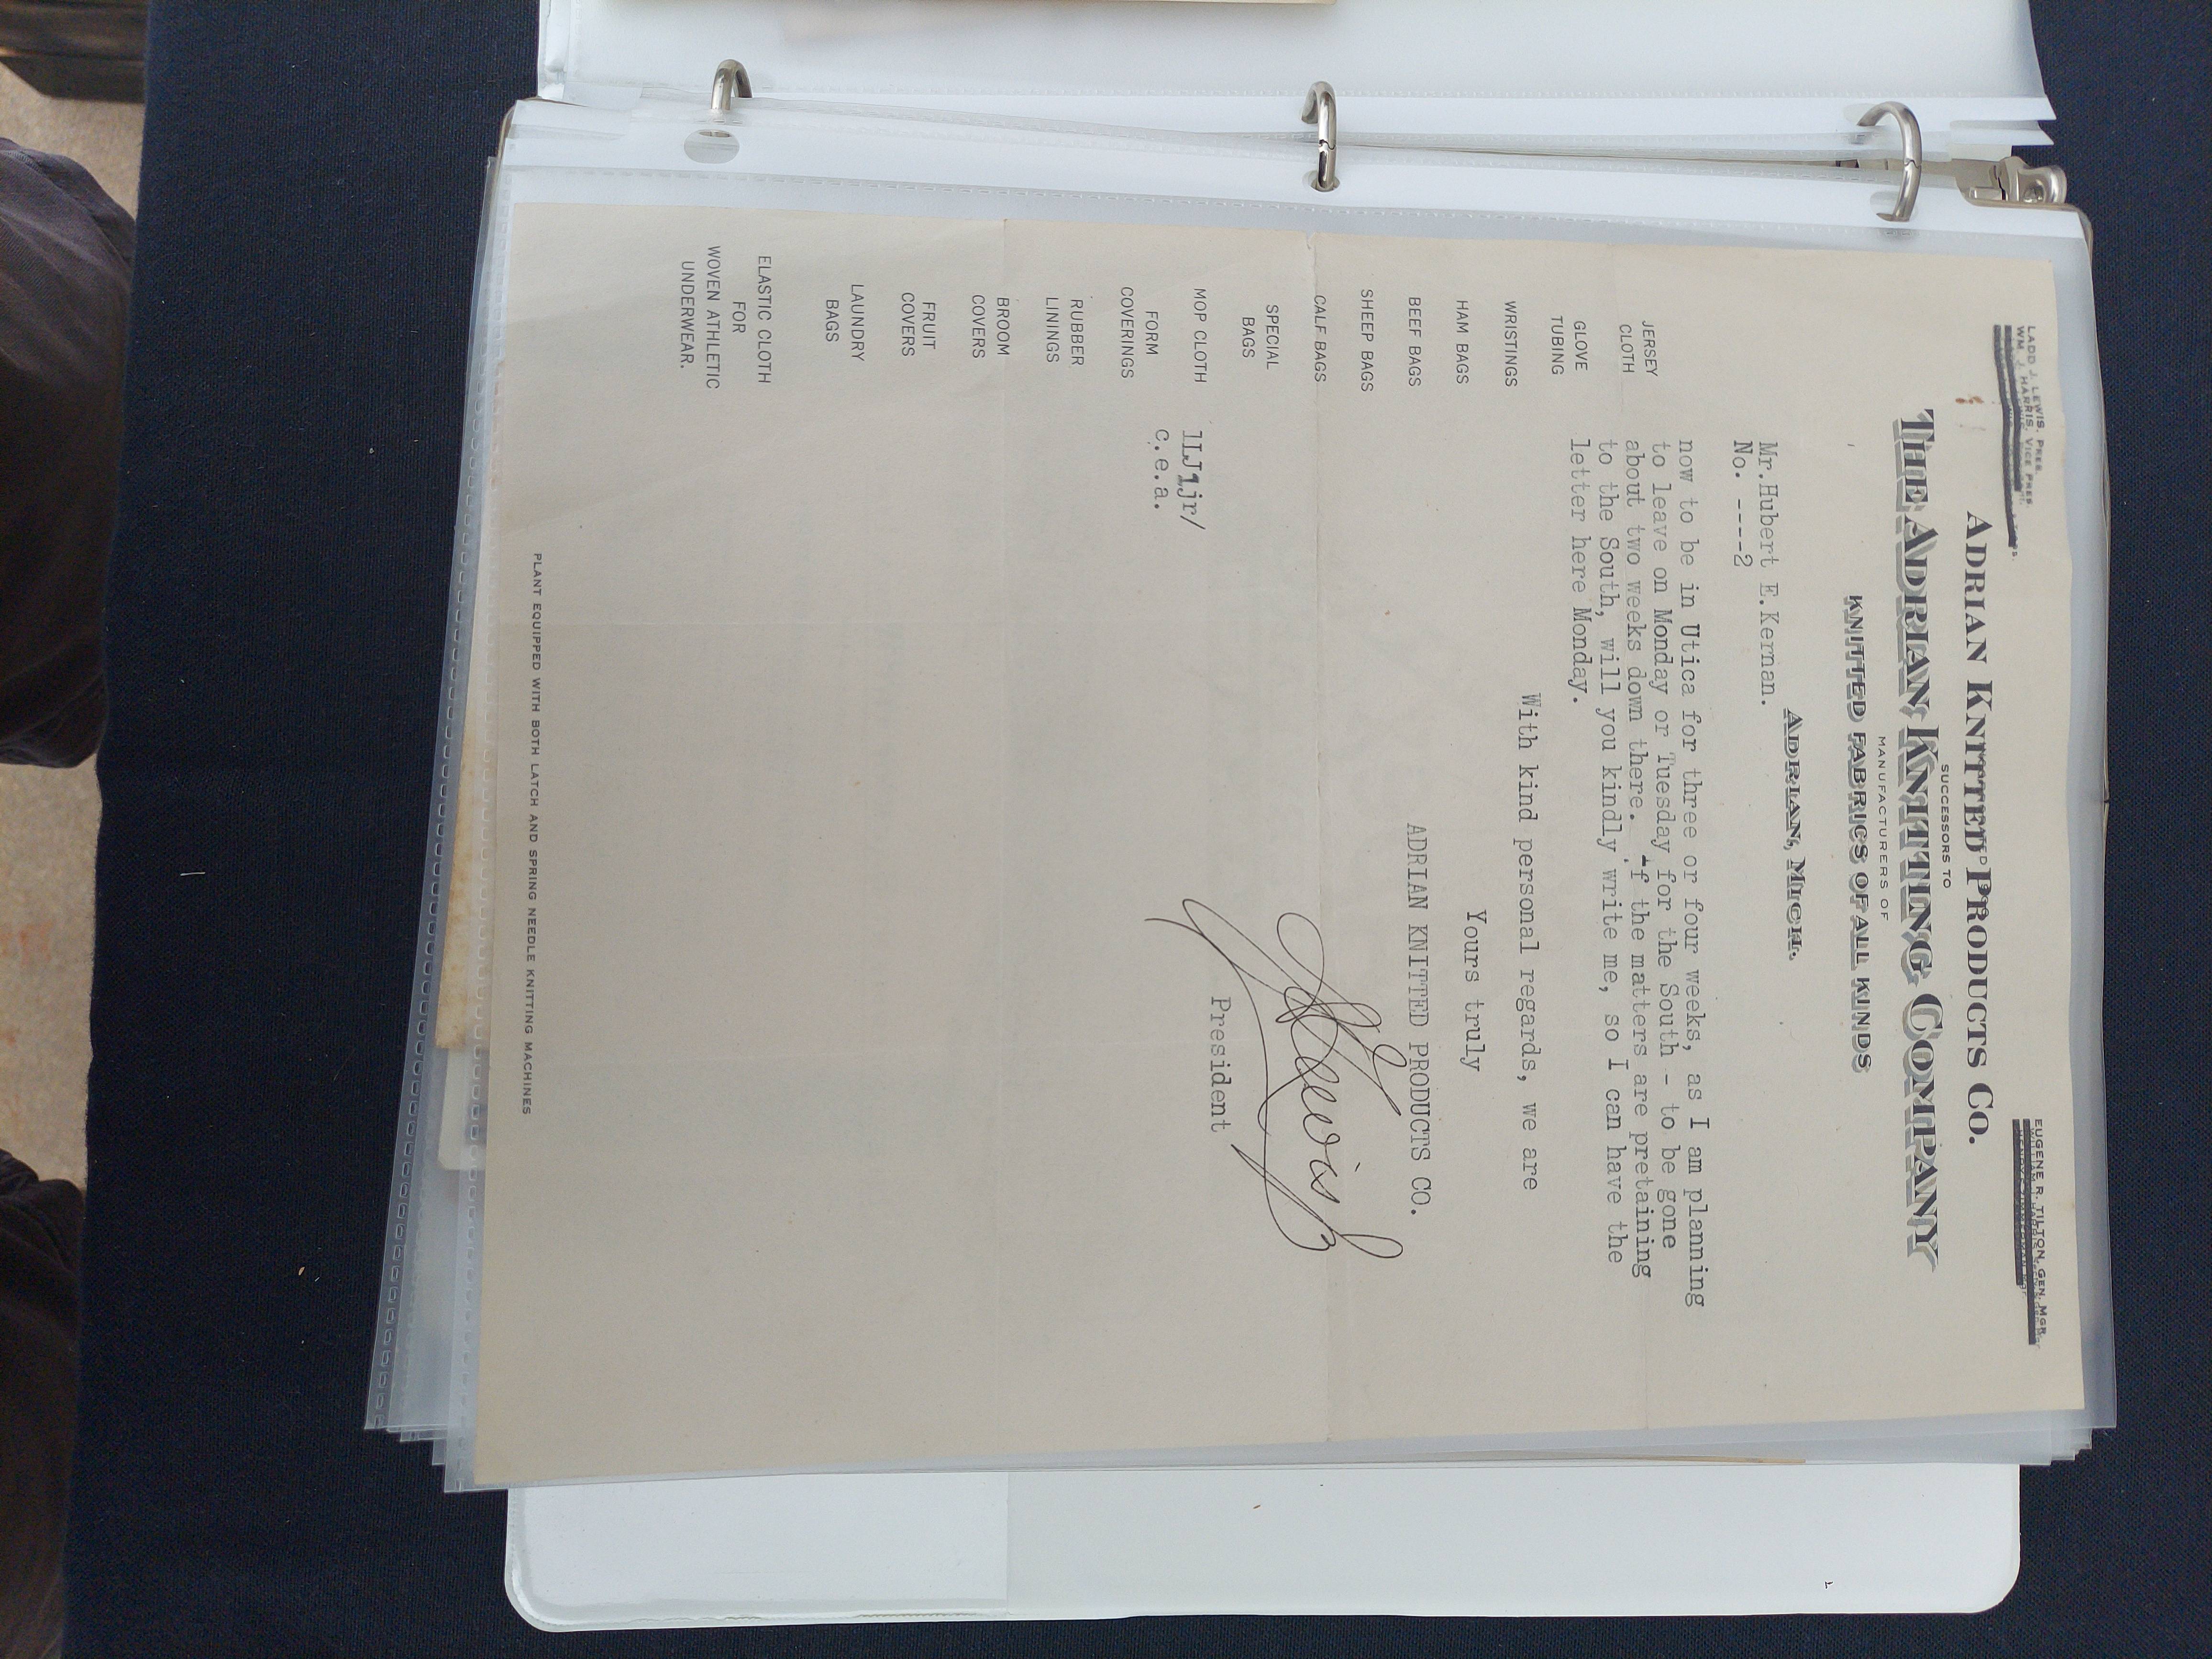 LADD J. LEWIS, PRES.
WM. J. HARRIS, VICE PRES.
EUGENE R. TILTON, GEN. MGR.
ADRIAN KNITTED PRODUCTS CO.
SUCCESSORS TO
THE ADRIAN KNITTING COMPANY
MANUFACTURERS OF
KNITTED FABRICS OF ALL KINDS
ADRIAN, MICH.
Mr.Hubert E.Kernan.
No. ----2
now to be in Utica for three or four weeks, as I am planning
to leave on Monday or Tuesday for the South - to be gone
about two weeks down there. If the matters are pretaining
to the South, will you kindly write me, so I can have the
letter here Monday.
With kind personal regards, we are
Yours truly
ADRIAN KNITTED PRODUCTS CO.
LJLewis
President
lLJljr/
c.e.a.
JERSEY
CLOTH
GLOVE
TUBING
WRISTINGS
HAM BAGS
BEEF BAGS
SHEEP BAGS
CALF BAGS
SPECIAL
BAGS
MOP CLOTH
FORM
COVERINGS
RUBBER
LININGS
BROOM
COVERS
FRUIT
COVERS
LAUNDRY
BAGS
ELASTIC CLOTH
FOR
WOVEN ATHLETIC
UNDERWEAR.
PLANT EQUIPPED WITH BOTH LATCH AND SPRING NEEDLE KNITTING MACHINES